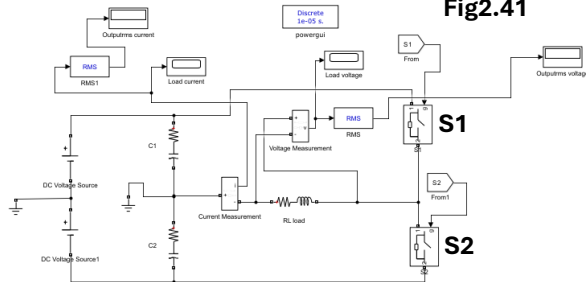 Fig2.41
Discrete
1e-05 s.
powergui
Outputrms current
RMS
RMS1
Load current
Load voltage
S1
From
Outputrms voltage
RMS
RMS
Voltage Measurement
S1
C1
DC Voltage Source
Current Measurement
RL load
S2
From1
C2
DC Voltage Source1
S2